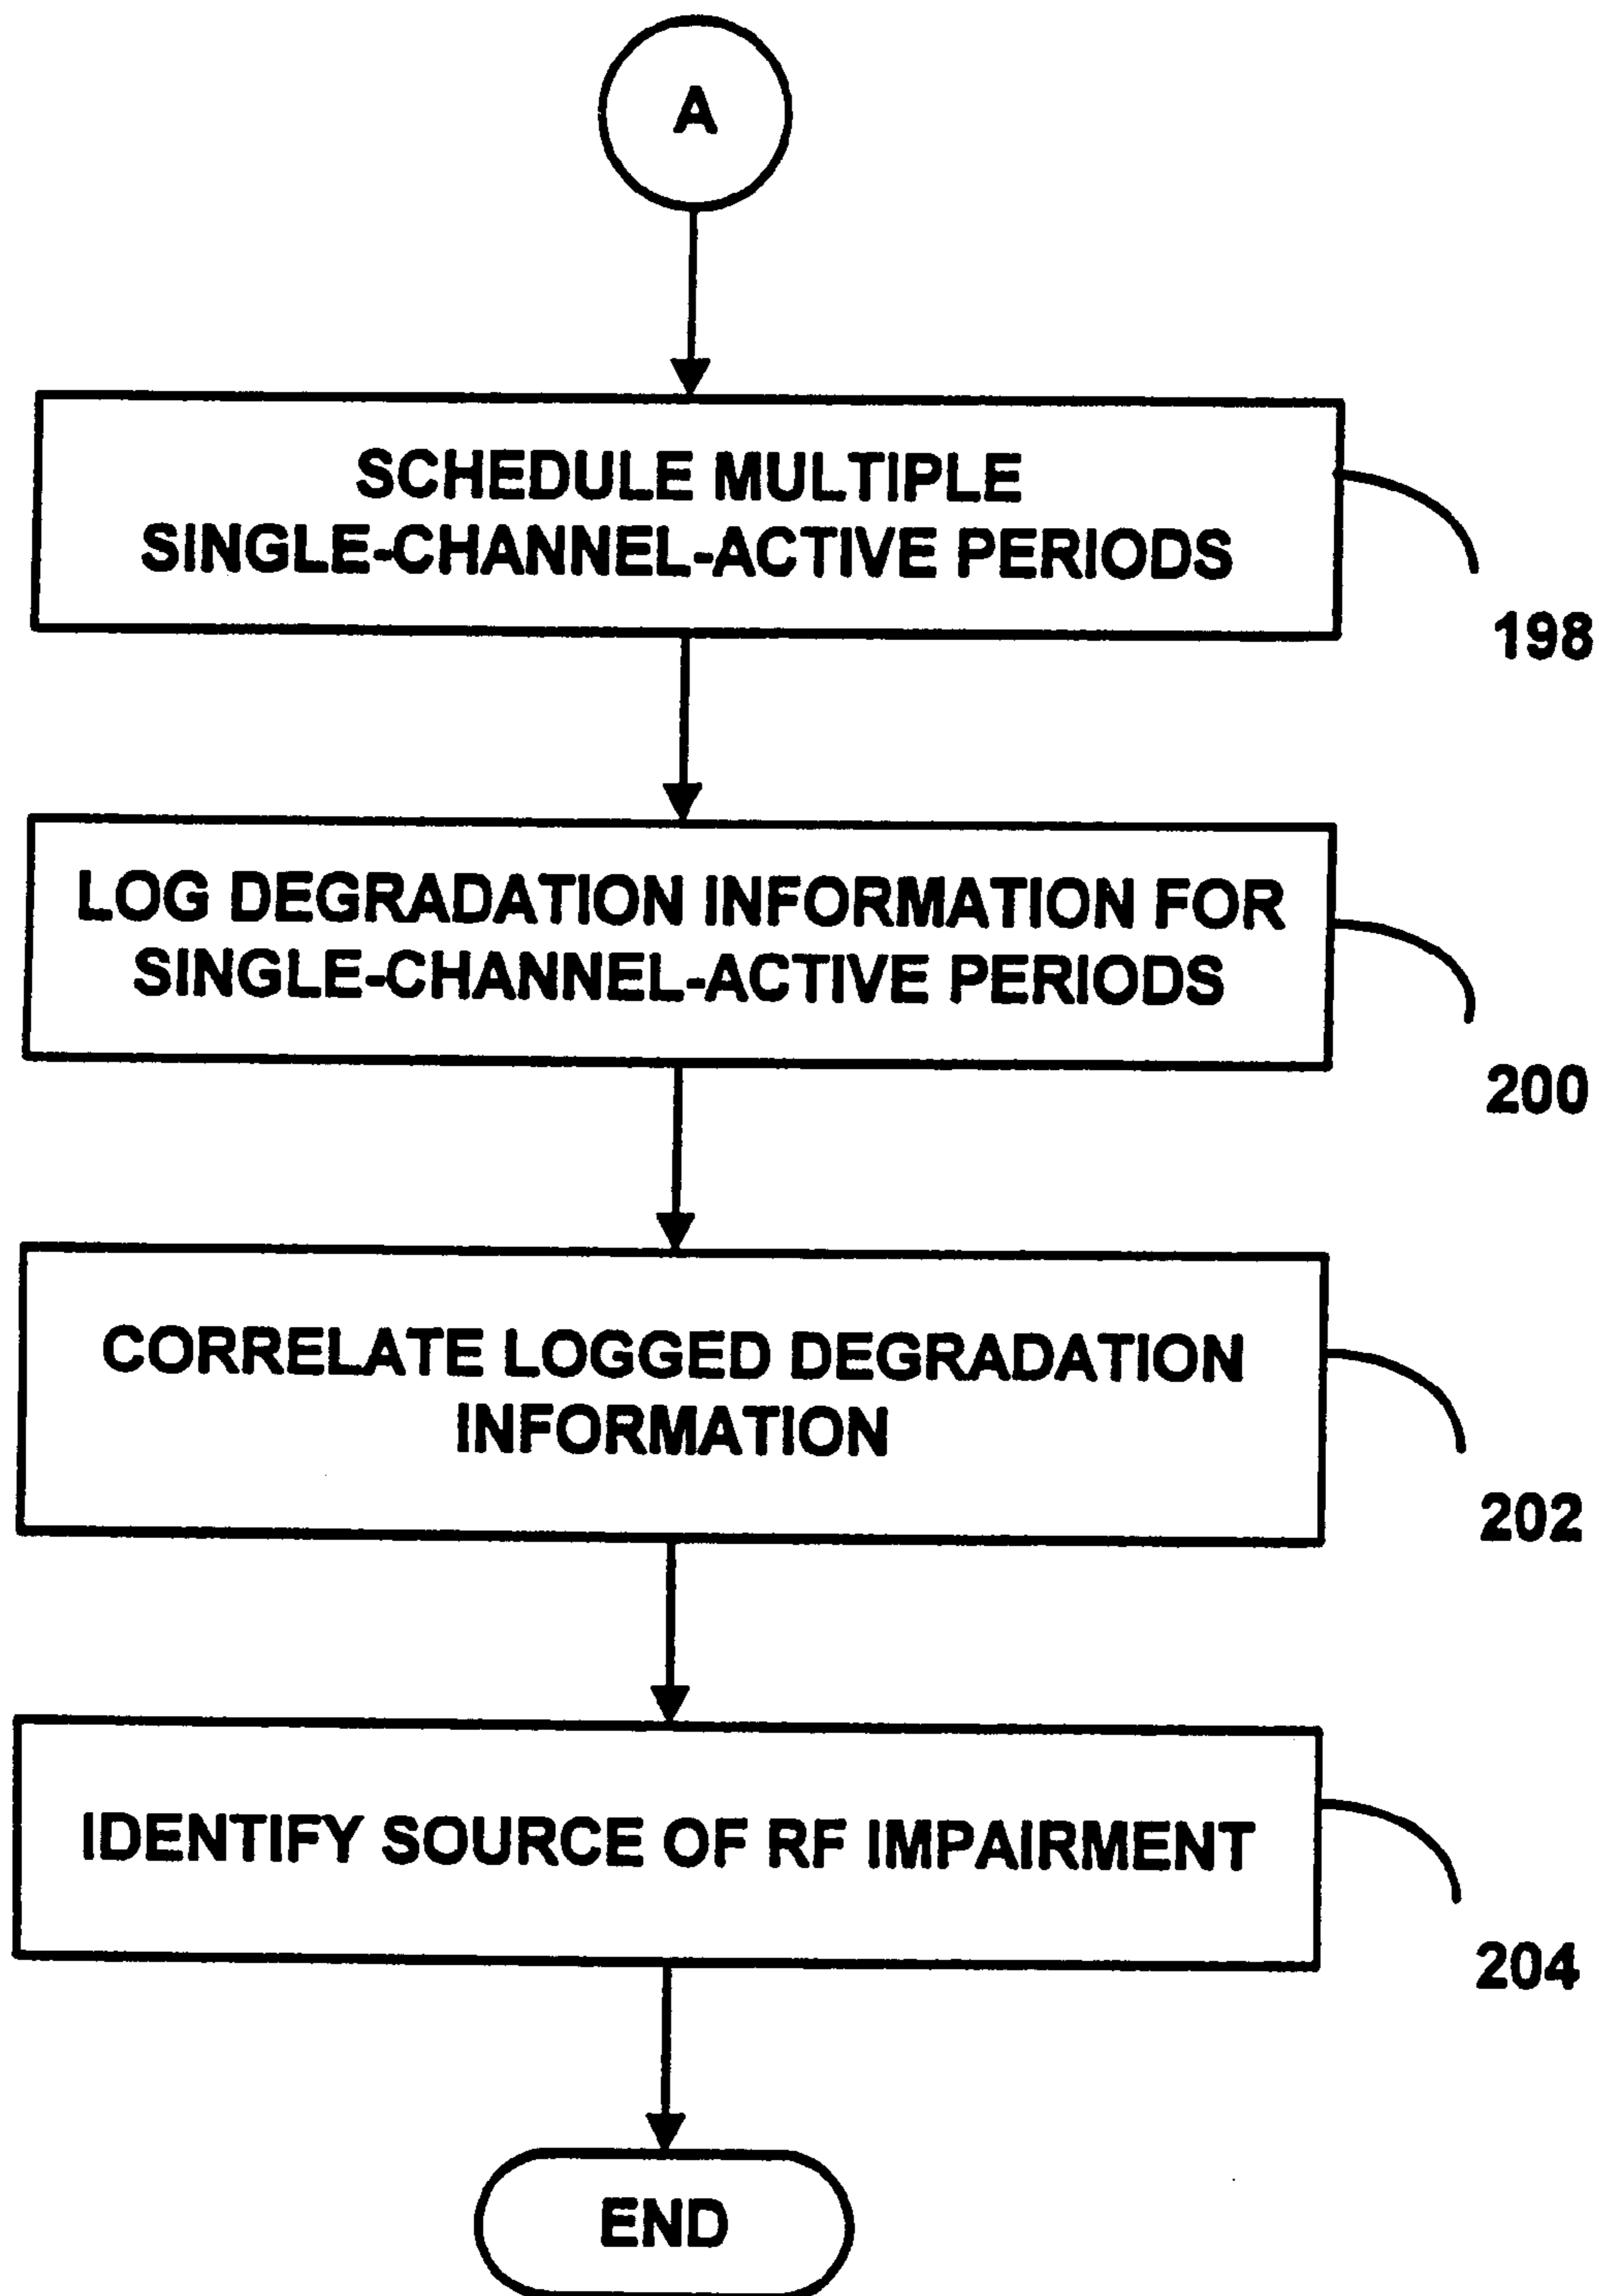 A
SCHEDULE MULTIPLE
SINGLE-CHANNEL-ACTIVE PERIODS
198
LOG DEGRADATION INFORMATION FOR
SINGLE-CHANNEL-ACTIVE PERIODS
200
CORRELATE LOGGED DEGRADATION
INFORMATION
202
IDENTIFY SOURCE OF RF IMPAIRMENT
204
END